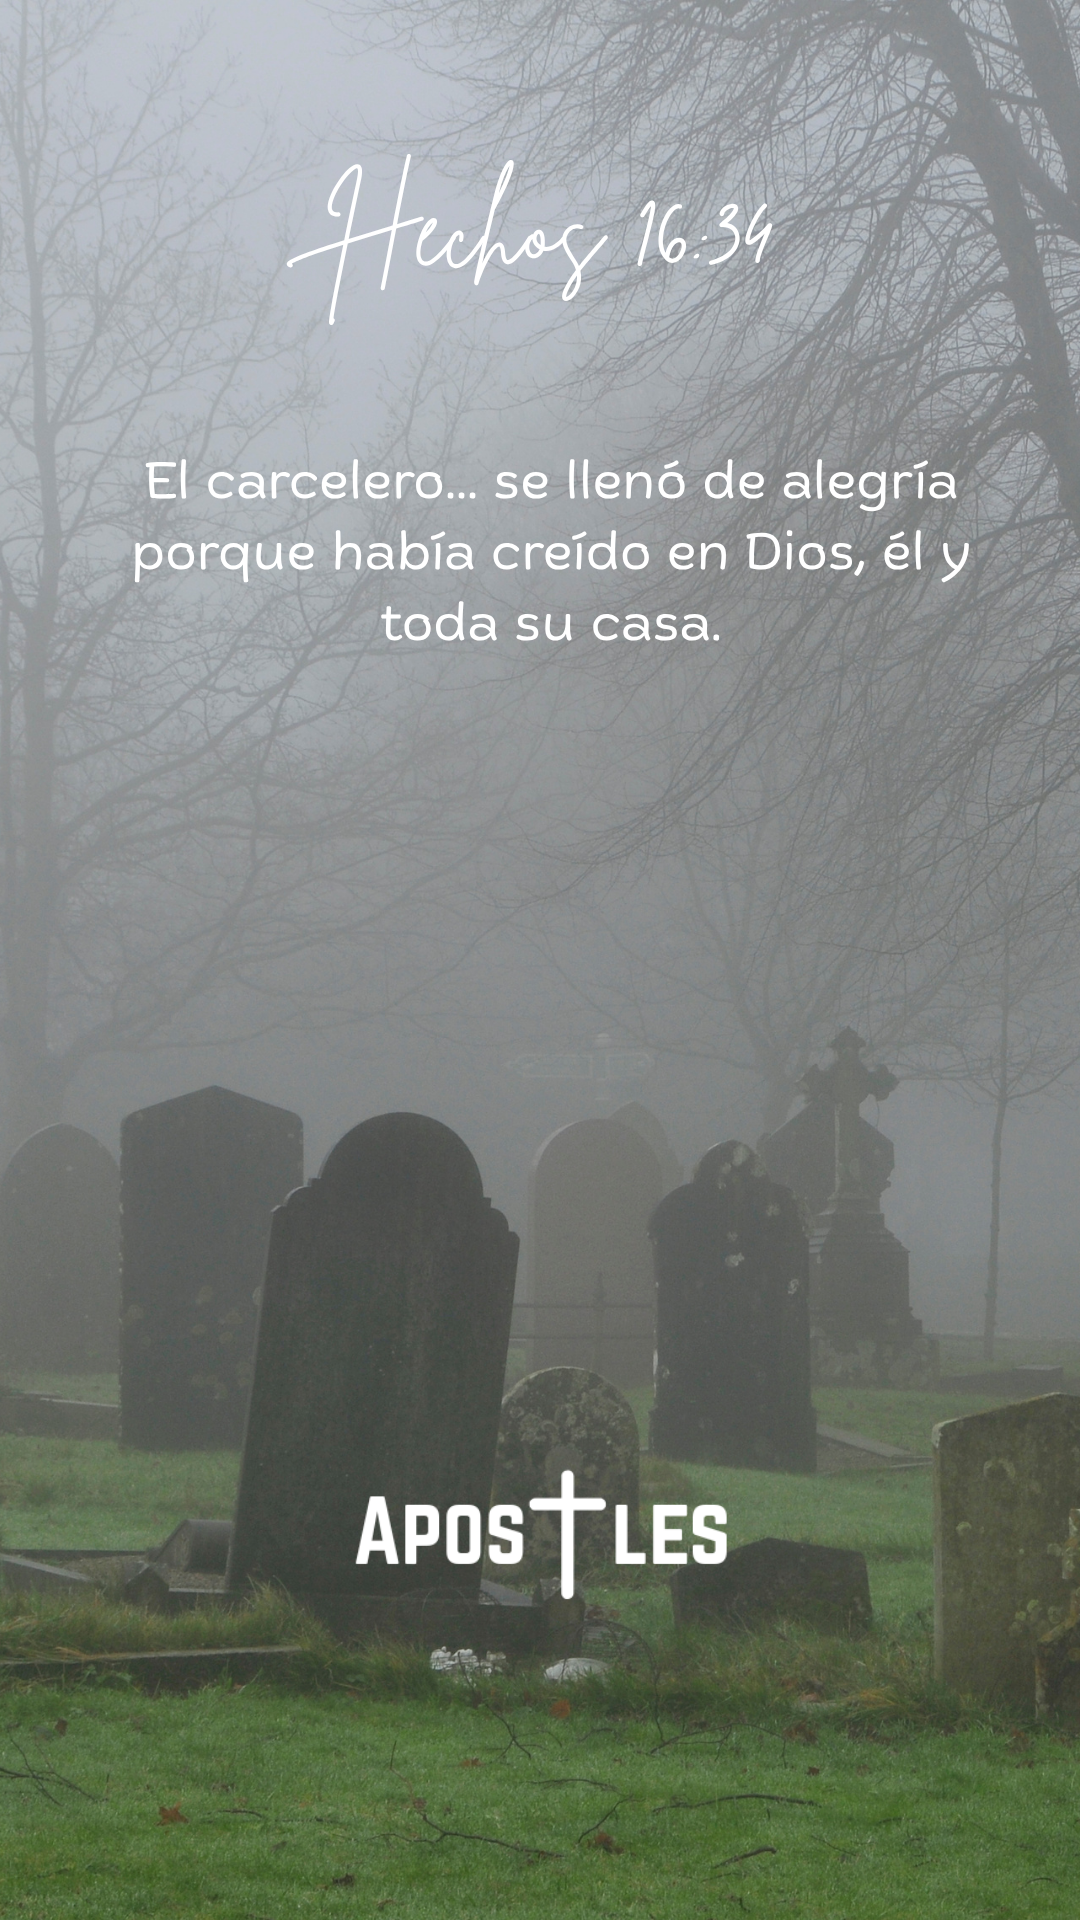 Hechos 16:34
El carcelero... se llenó de alegría
porque había creído en Dios, él y
toda su casa.
APOSTLES